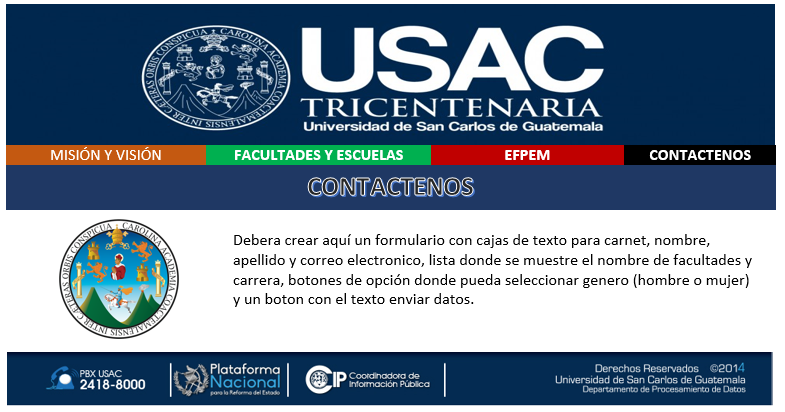 CAETERAS ORBIS CONSPICUA CAROLINA ACADEMIA COACTEMALENSIS INTER
USAC
TRICENTENARIA
Universidad de San Carlos de Guatemala
MISIÓN Y VISIÓN
FACULTADES Y ESCUELAS
EFPEM
CONTACTENOS
CONTACTENOS
CAETERAS ORBIS CONSPICUA CAROLINA ACADEMIA COACTEMALENSIS INTER
Debera crear aquí un formulario con cajas de texto para carnet, nombre,
apellido y correo electronico, lista donde se muestre el nombre de facultades y
carrera, botones de opción donde pueda seleccionar genero (hombre o mujer)
y un boton con el texto enviar datos.
PBX USAC
2418-8000
Plataforma
Nacional
para la Reforma del Estado
CIP
Coordinadora de
Información Pública
Derechos Reservados ©2014
Universidad de San Carlos de Guatemala
Departamento de Procesamiento de Datos